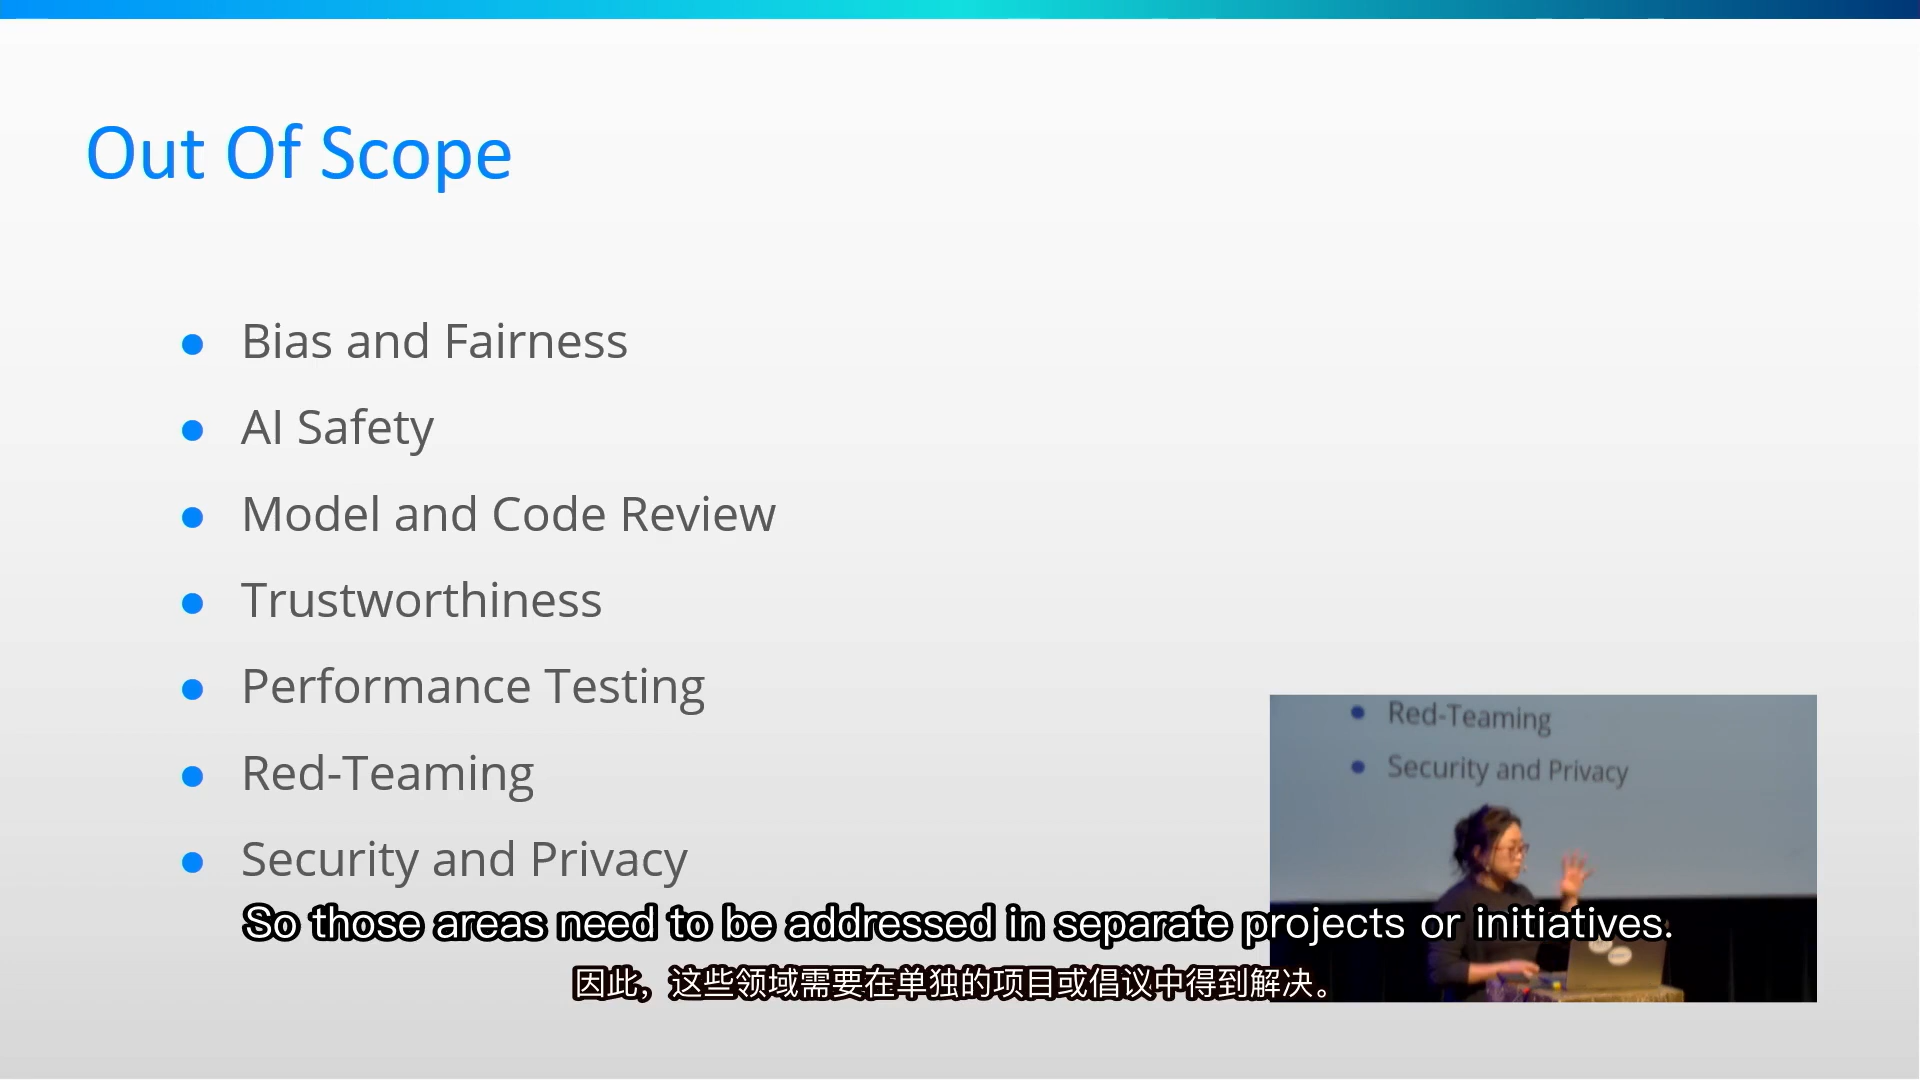 Out Of Scope
Bias and Fairness
AI Safety
Model and Code Review
Trustworthiness
Performance Testing
Red-Teaming
Security and Privacy
Red-Teaming
Security and Privacy
So those areas need to be addressed in separate projects or initiatives.
因此，这些领域需要在单独的项目或倡议中得到解决。